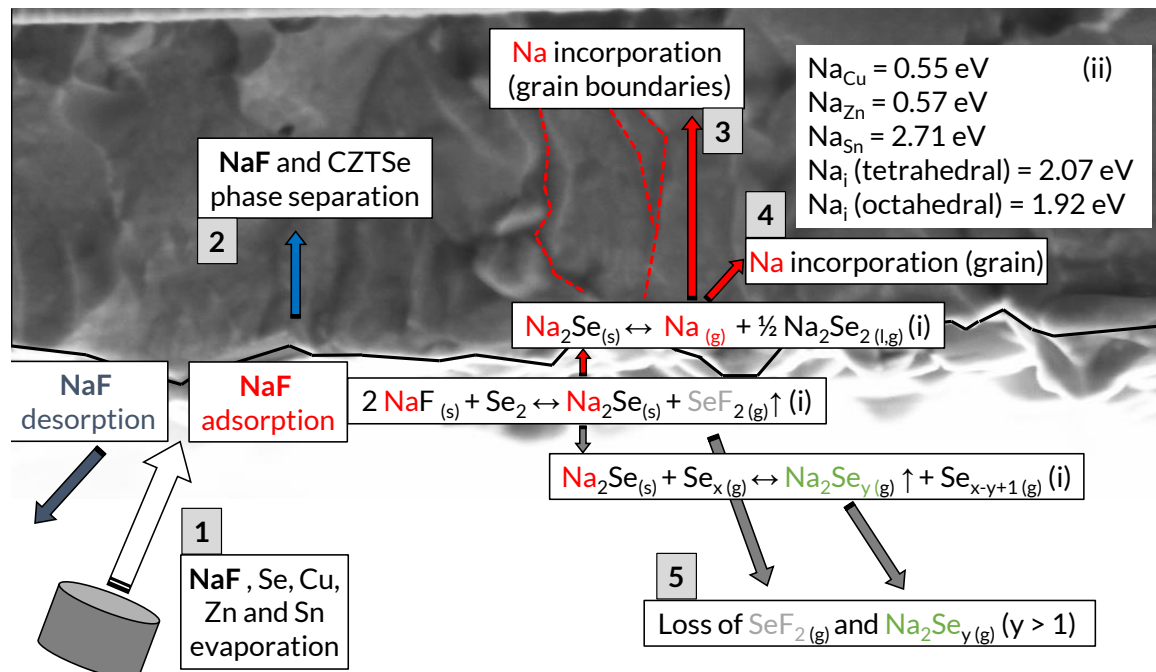 Na incorporation
(grain boundaries)
3
Na_Cu = 0.55 eV (ii)
Na_Zn = 0.57 eV
Na_Sn = 2.71 eV
Na_i (tetrahedral) = 2.07 eV
Na_i (octahedral) = 1.92 eV
NaF and CZTSe
phase separation
2
4
Na incorporation (grain)
Na₂Se(s) ↔ Na (g) + ½ Na₂Se₂ (l,g) (i)
NaF
desorption
NaF
adsorption
2 NaF (s) + Se₂ ↔ Na₂Se(s) + SeF₂ (g) ↑ (i)
Na₂Se(s) + Seₓ (g) ↔ Na₂Se_y (g) ↑ + Se_x-y+1 (g) (i)
1
NaF , Se, Cu,
Zn and Sn
evaporation
5
Loss of SeF₂ (g) and Na₂Se_y (g) (y > 1)